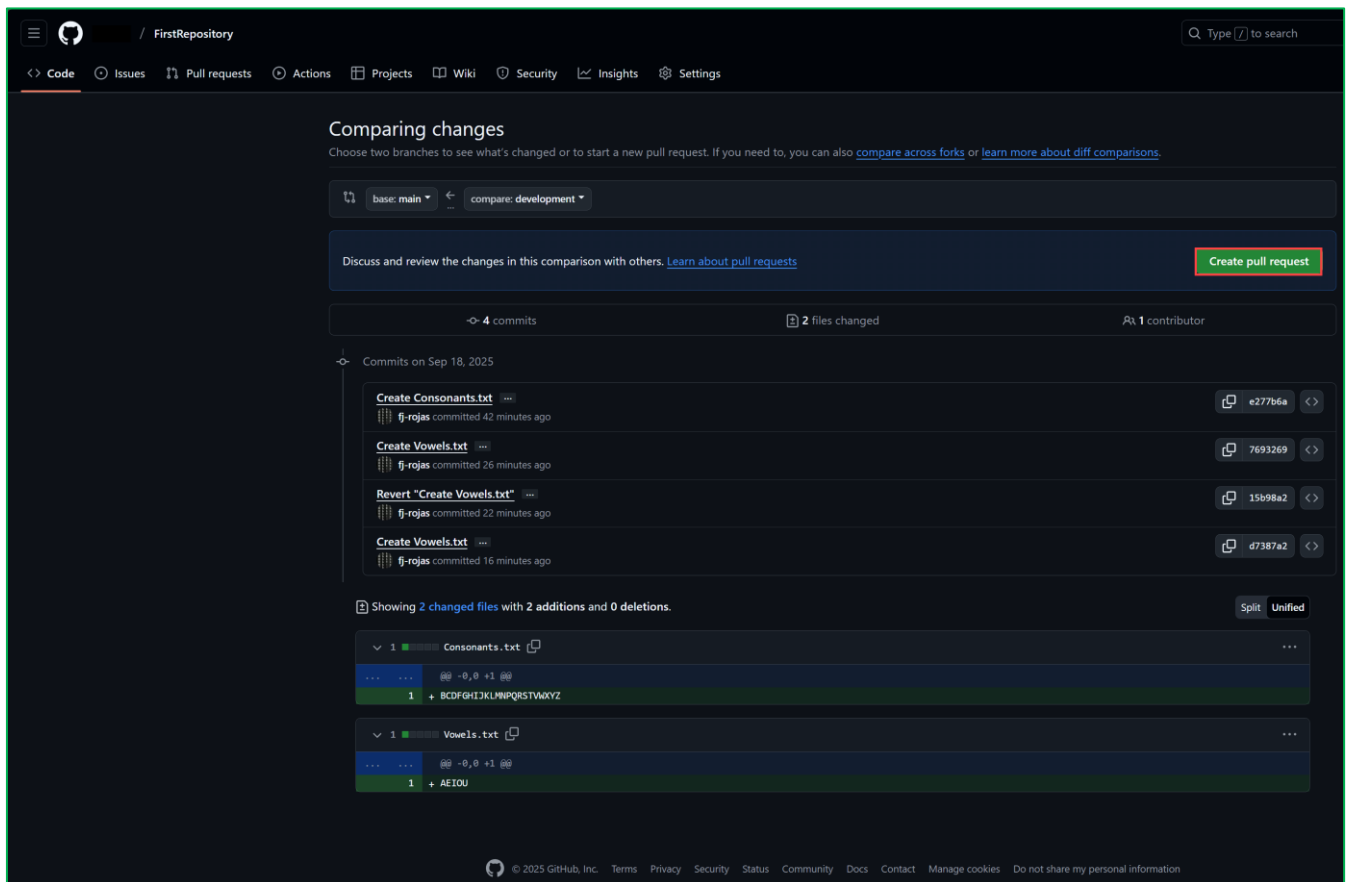 / FirstRepository
Type / to search
Code Issues Pull requests Actions Projects Wiki Security Insights Settings
Comparing changes
Choose two branches to see what's changed or to start a new pull request. If you need to, you can also compare across forks or learn more about diff comparisons.
base: main ← compare: development
Discuss and review the changes in this comparison with others. Learn about pull requests Create pull request
4 commits 2 files changed 1 contributor
Commits on Sep 18, 2025
Create Consonants.txt ...
e277b6a
fj-rojas committed 42 minutes ago
Create Vowels.txt ...
7693269
fj-rojas committed 26 minutes ago
Revert "Create Vowels.txt" ...
15b98a2
fj-rojas committed 22 minutes ago
Create Vowels.txt ...
d7387a2
fj-rojas committed 16 minutes ago
Showing 2 changed files with 2 additions and 0 deletions. Split Unified
1 Consonants.txt ...
... ... @@ -0,0 +1 @@
1 + BCDFGHIJKLMNPQRSTVWXYZ
1 Vowels.txt ...
... ... @@ -0,0 +1 @@
1 + AEIOU
© 2025 GitHub, Inc. Terms Privacy Security Status Community Docs Contact Manage cookies Do not share my personal information